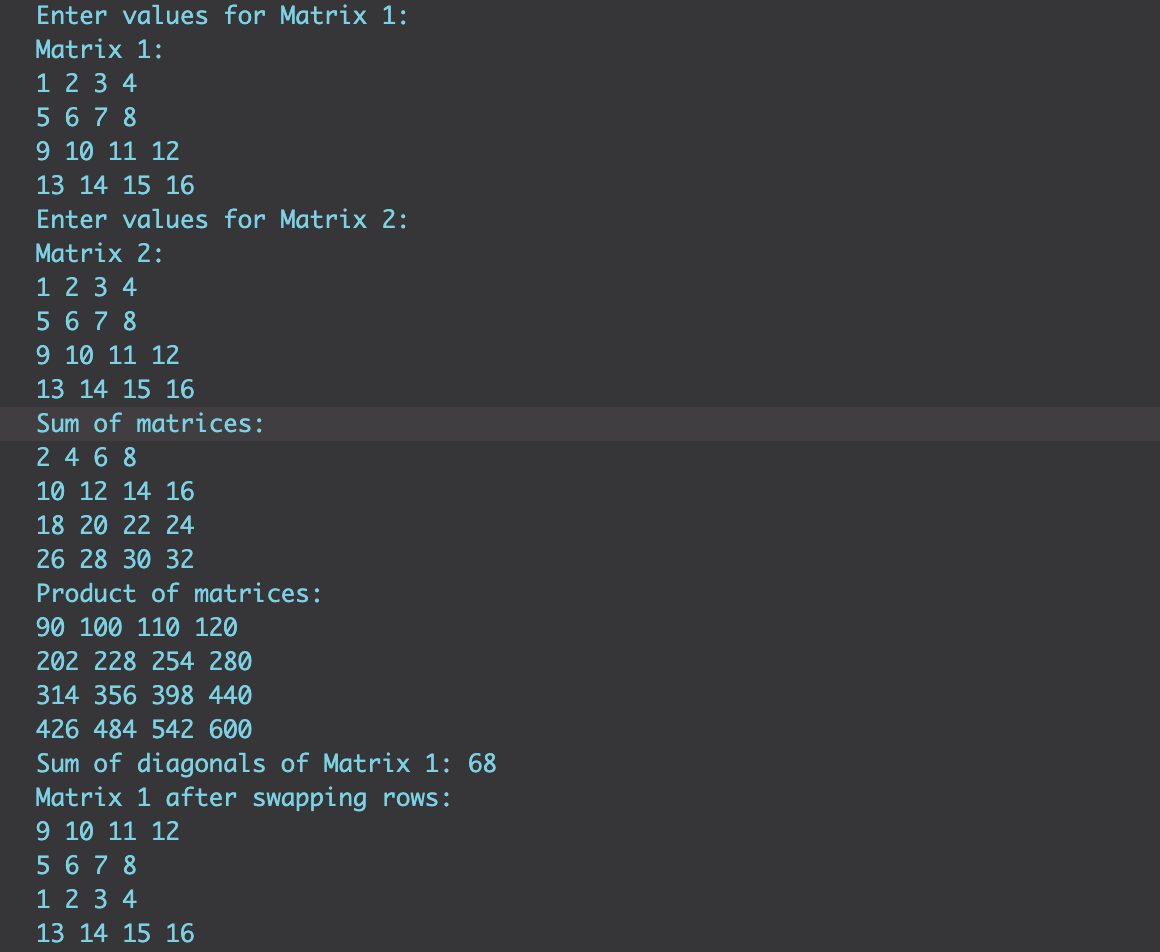 Enter values for Matrix 1:
Matrix 1:
1 2 3 4
5 6 7 8
9 10 11 12
13 14 15 16
Enter values for Matrix 2:
Matrix 2:
1 2 3 4
5 6 7 8
9 10 11 12
13 14 15 16
Sum of matrices:
2 4 6 8
10 12 14 16
18 20 22 24
26 28 30 32
Product of matrices:
90 100 110 120
202 228 254 280
314 356 398 440
426 484 542 600
Sum of diagonals of Matrix 1: 68
Matrix 1 after swapping rows:
9 10 11 12
5 6 7 8
1 2 3 4
13 14 15 16